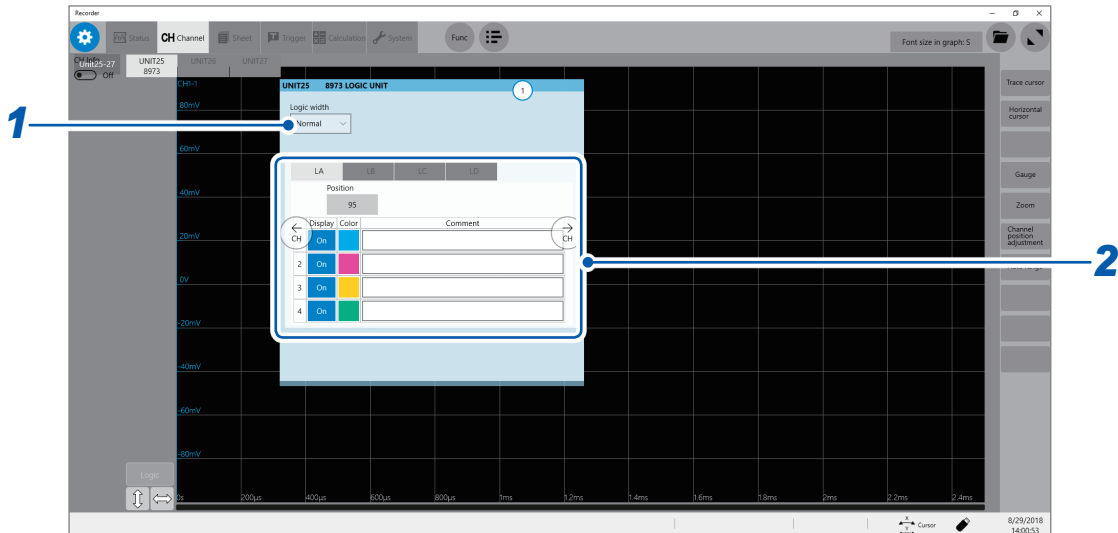 Recorder
Status CH Channel Sheet Trigger Calculation System Func Font size in graph: S
Unit25-27 UNIT25 UNIT26 UNIT27
8973
Off
CH1-1
UNIT25 8973 LOGIC UNIT 1
Trace cursor
80mV
Logic width
Horizontal
cursor
1
Normal
60mV
LA LB LC LD
Gauge
Position
40mV
95
Zoom
Display Color Comment
Channel
position
adjustment
20mV
CH On CH
2
2 On
0V
3 On
4 On
-20mV
-40mV
-60mV
-80mV
Logic
0s 200µs 400µs 600µs 800µs 1ms 1.2ms 1.4ms 1.6ms 1.8ms 2ms 2.2ms 2.4ms
X
Y
Cursor
8/29/2018
14:00:53